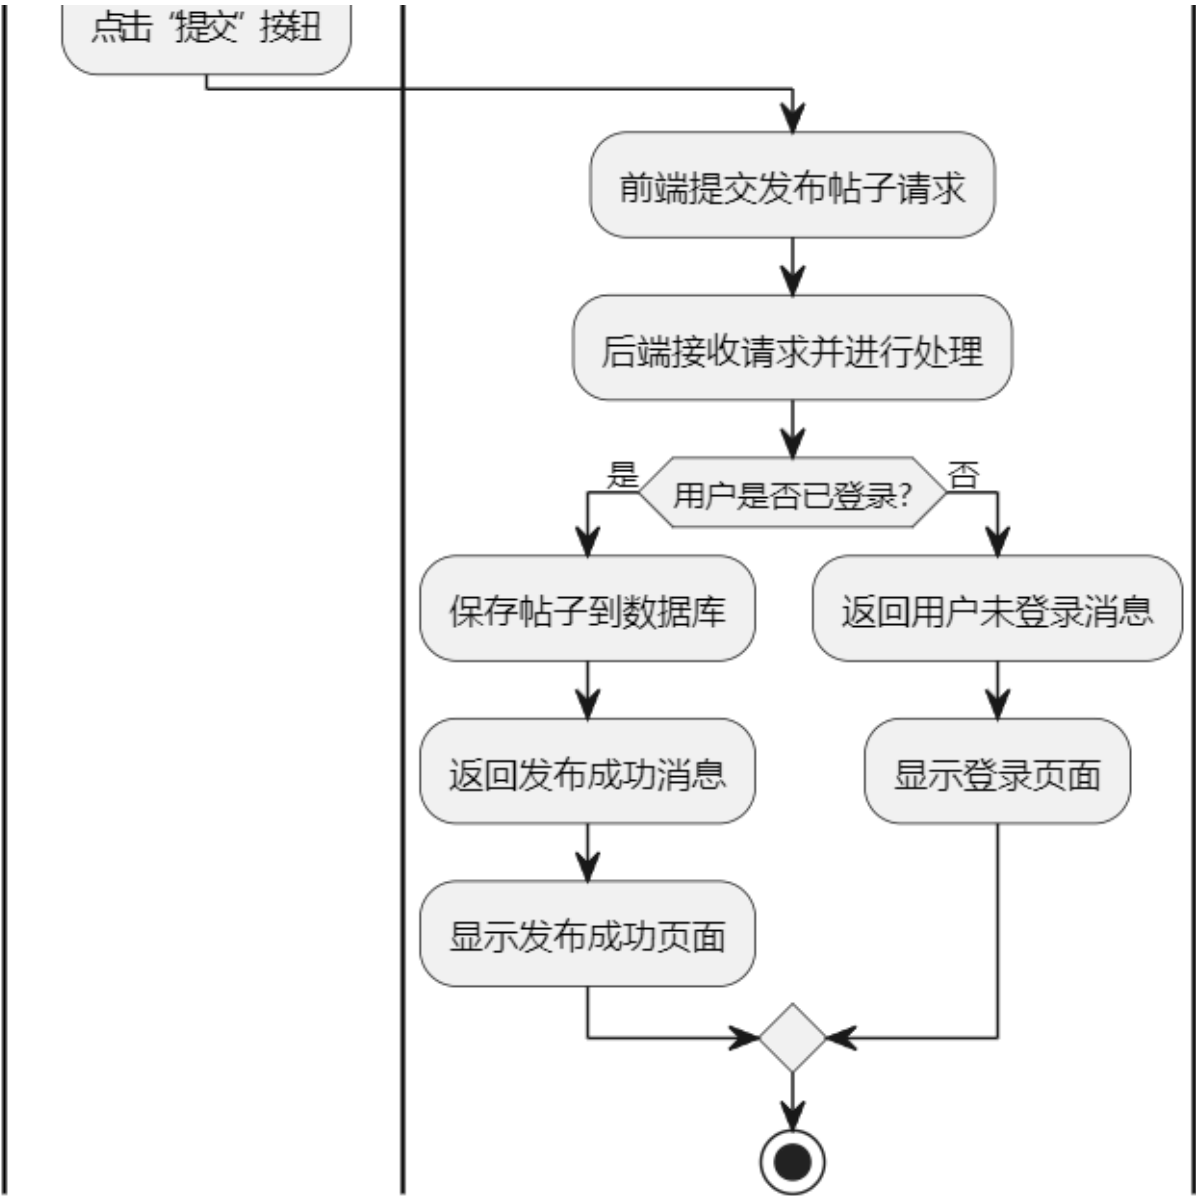 点击“提交”按钮
前端提交发布帖子请求
后端接收请求并进行处理
是
用户是否已登录?
否
保存帖子到数据库
返回用户未登录消息
返回发布成功消息
显示登录页面
显示发布成功页面